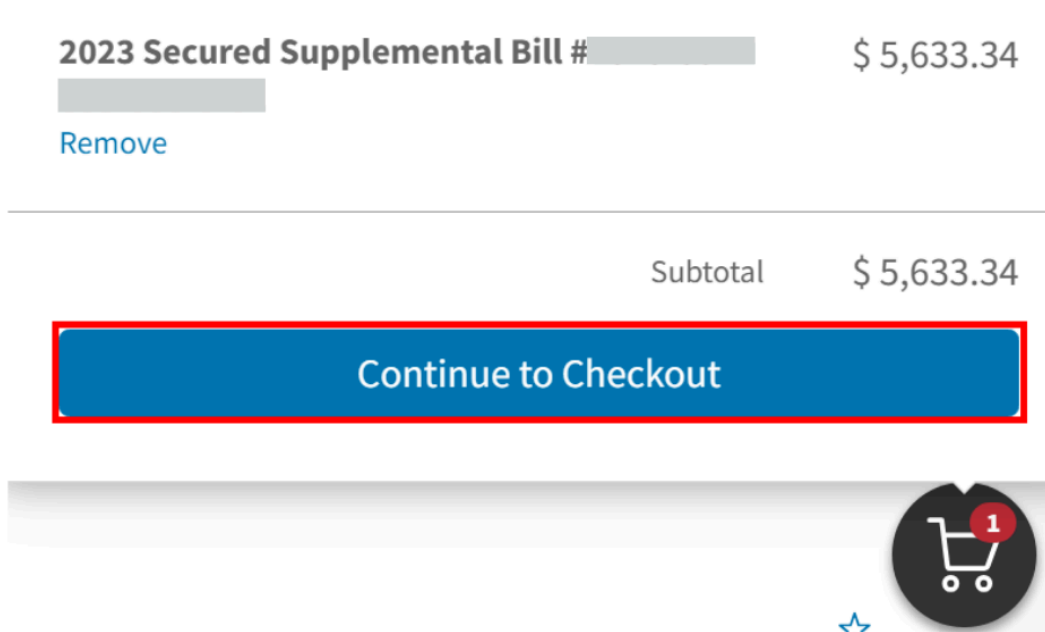 2023 Secured Supplemental Bill # $ 5,633.34
Remove
Subtotal $ 5,633.34
Continue to Checkout
1